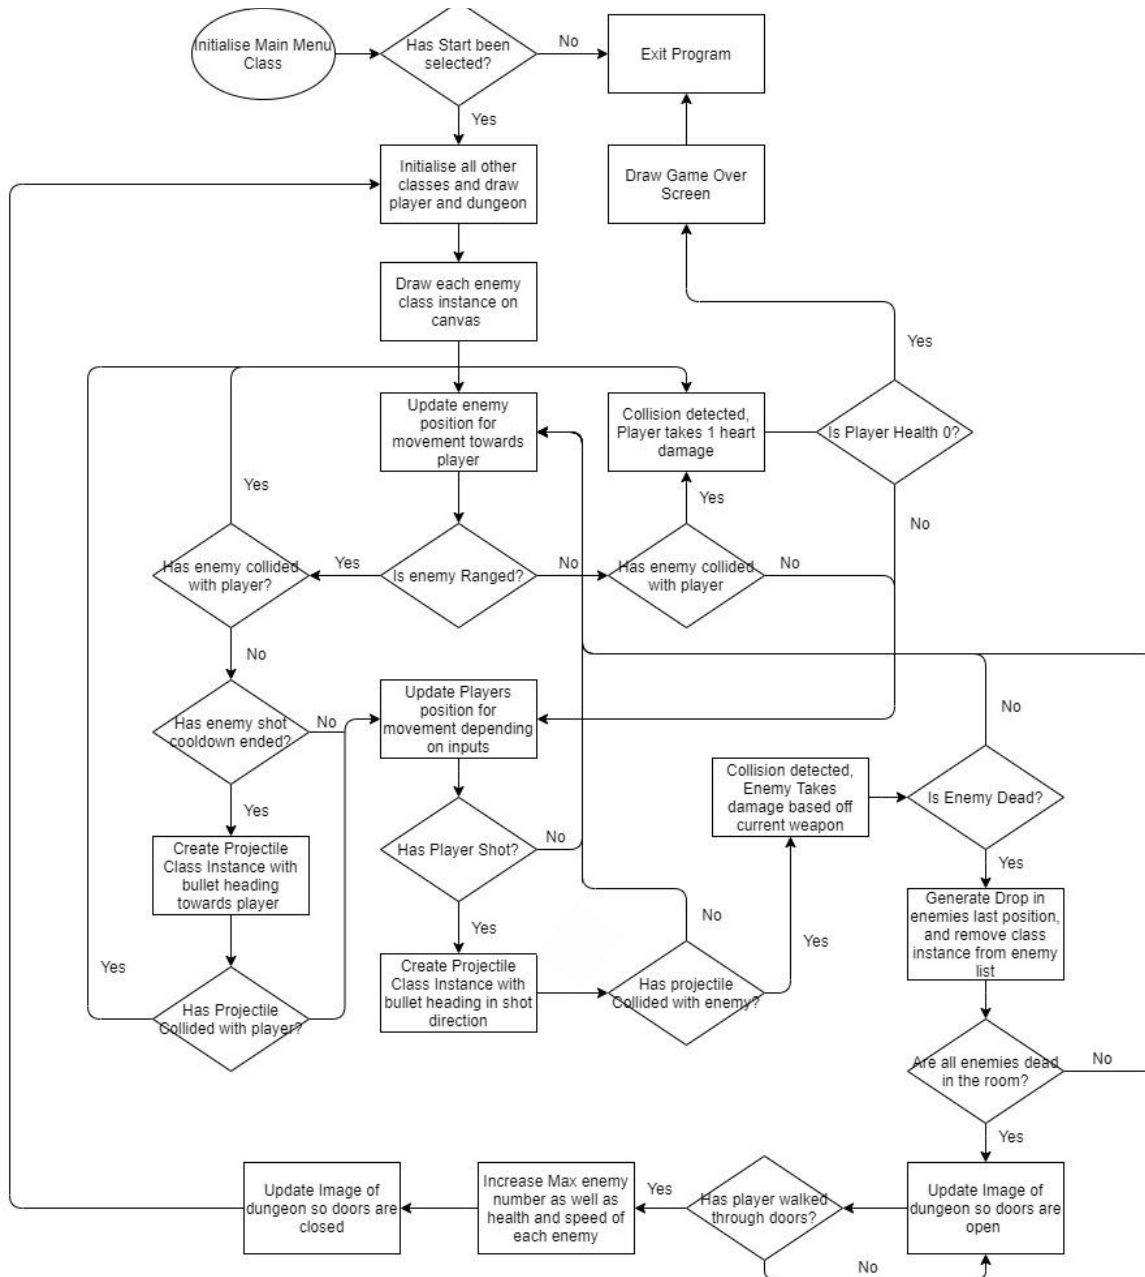 Initialise Main Menu
Class
Has Start been
selected?
No
Exit Program
Yes
Initialise all other
classes and draw
player and dungeon
Draw Game Over
Screen
Draw each enemy
class instance on
canvas
Yes
Update enemy
position for
movement towards
player
Collision detected,
Player takes 1 heart
damage
Is Player Health 0?
Yes
Yes
No
Has enemy collided
with player?
Yes
Is enemy Ranged?
No
Has enemy collided
with player
No
No
Update Players
position for
movement depending
on inputs
No
Has enemy shot
cooldown ended?
No
Collision detected,
Enemy Takes
damage based off
current weapon
Is Enemy Dead?
Yes
Has Player Shot?
No
Create Projectile
Class Instance with
bullet heading
towards player
Yes
Generate Drop in
enemies last position,
and remove class
instance from enemy
list
Yes
No
Yes
Yes
Create Projectile
Class Instance with
bullet heading in shot
direction
Has projectile
Collided with enemy?
Has Projectile
Collided with player?
Are all enemies dead
in the room?
No
Yes
Update Image of
dungeon so doors are
closed
Increase Max enemy
number as well as
health and speed of
each enemy
Yes
Has player walked
through doors?
Update Image of
dungeon so doors are
open
No